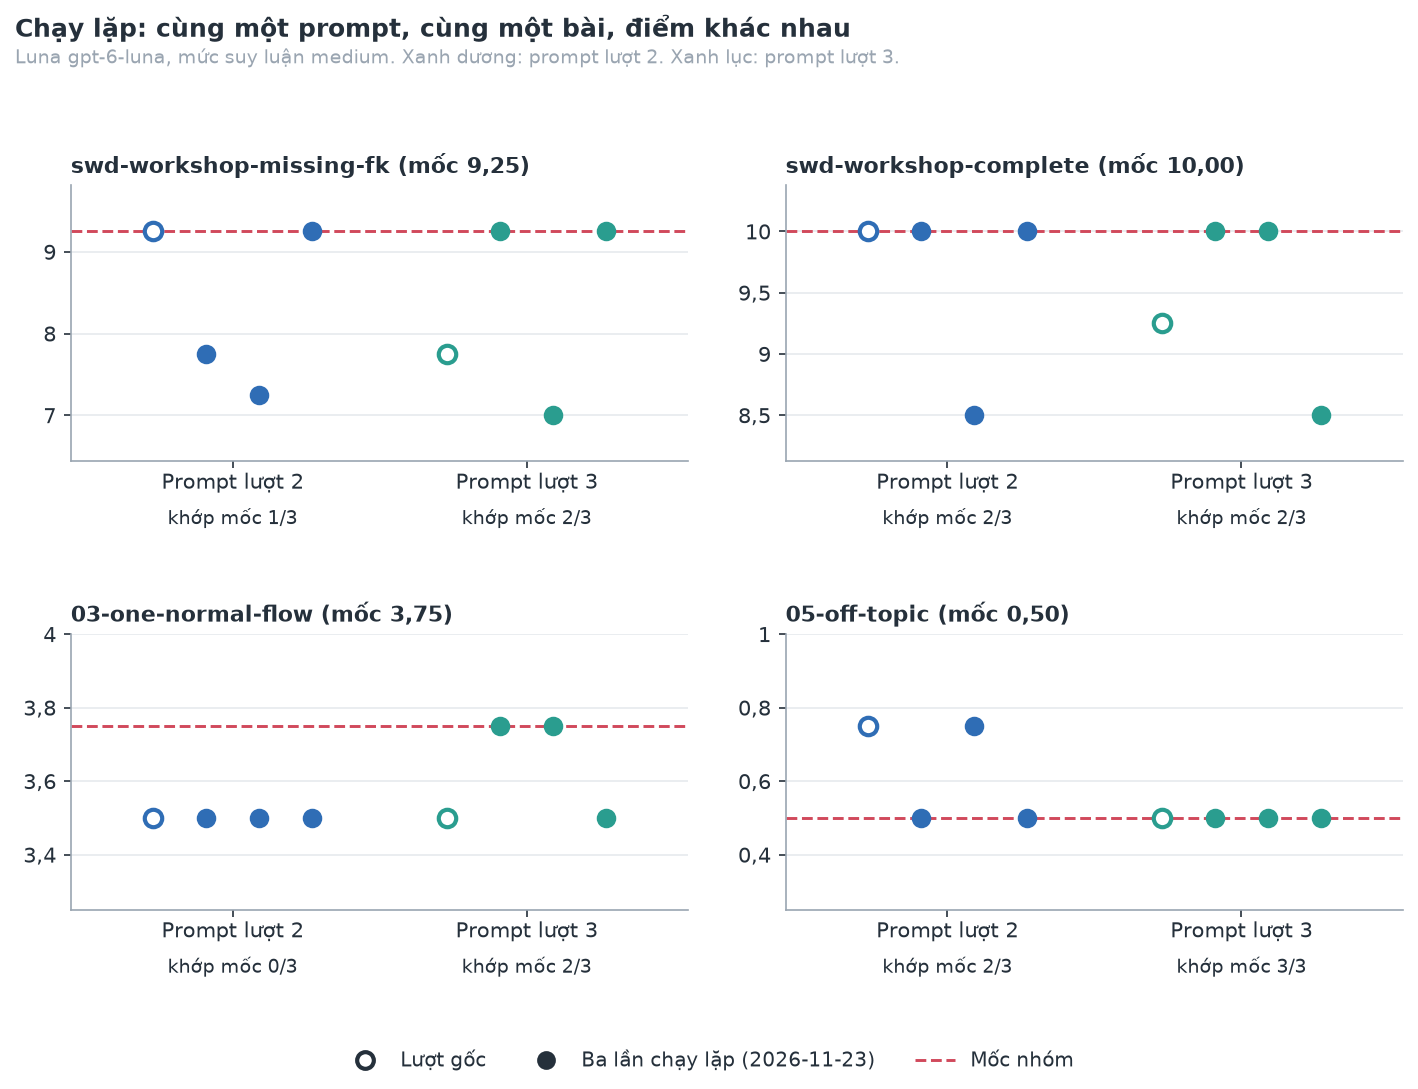 Chạy lặp: cùng một prompt, cùng một bài, điểm khác nhau
Luna gpt-6-luna, mức suy luận medium. Xanh dương: prompt lượt 2. Xanh lục: prompt lượt 3.
swd-workshop-missing-fk (mốc 9,25)
9
8
7
Prompt lượt 2
Prompt lượt 3
khớp mốc 1/3
khớp mốc 2/3
swd-workshop-complete (mốc 10,00)
10
9,5
9
8,5
Prompt lượt 2
Prompt lượt 3
khớp mốc 2/3
khớp mốc 2/3
03-one-normal-flow (mốc 3,75)
4
3,8
3,6
3,4
Prompt lượt 2
Prompt lượt 3
khớp mốc 0/3
khớp mốc 2/3
05-off-topic (mốc 0,50)
1
0,8
0,6
0,4
Prompt lượt 2
Prompt lượt 3
khớp mốc 2/3
khớp mốc 3/3
Lượt gốc
Ba lần chạy lặp (2026-11-23)
Mốc nhóm